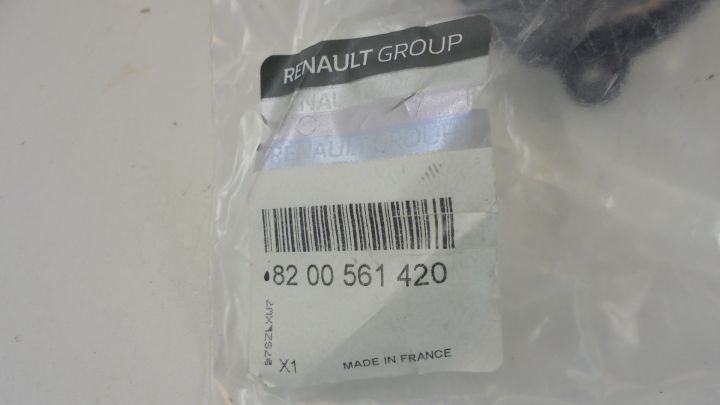 RENAULT GROUP
RENAULT GROUP
82 00 561 420
X1
MADE IN FRANCE